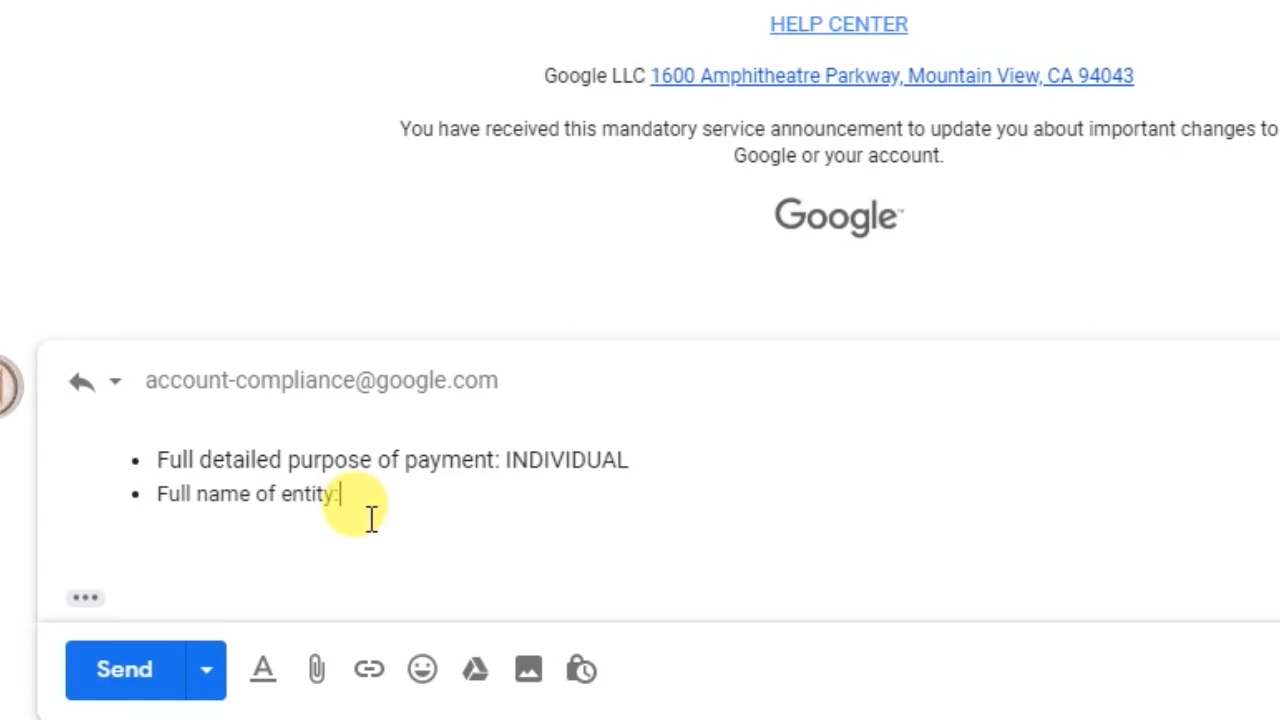 HELP CENTER
Google LLC 1600 Amphitheatre Parkway, Mountain View, CA 94043
You have received this mandatory service announcement to update you about important changes to
Google or your account.
Google
account-compliance@google.com
• Full detailed purpose of payment: INDIVIDUAL
• Full name of entity:
Send